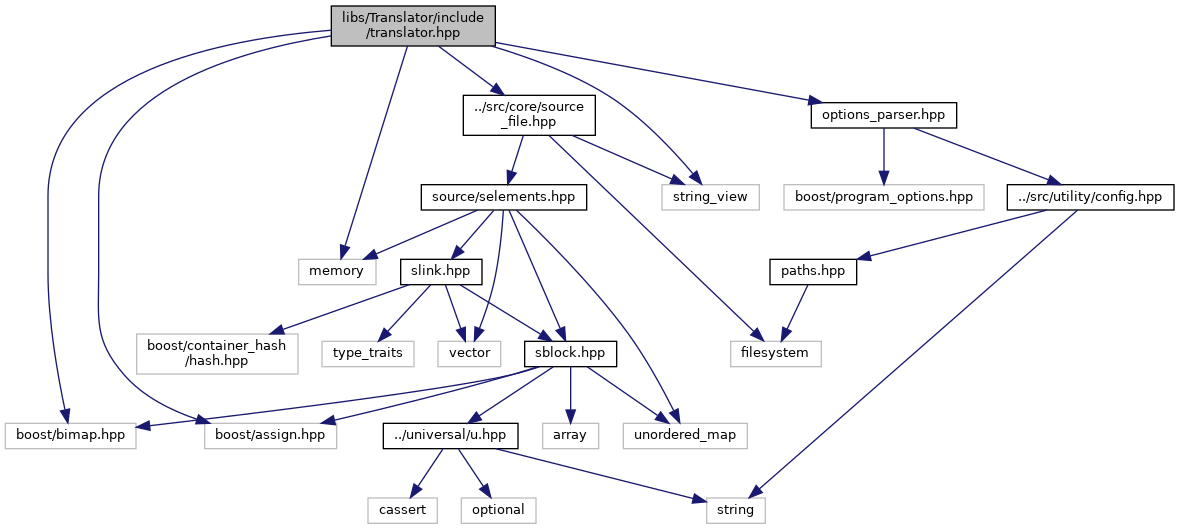 libs/Translator/include
/translator.hpp
../src/core/source
_file.hpp
options_parser.hpp
source/selements.hpp
string_view
boost/program_options.hpp
../src/utility/config.hpp
memory
slink.hpp
paths.hpp
boost/container_hash
/hash.hpp
type_traits
vector
sblock.hpp
filesystem
boost/bimap.hpp
boost/assign.hpp
../universal/u.hpp
array
unordered_map
cassert
optional
string